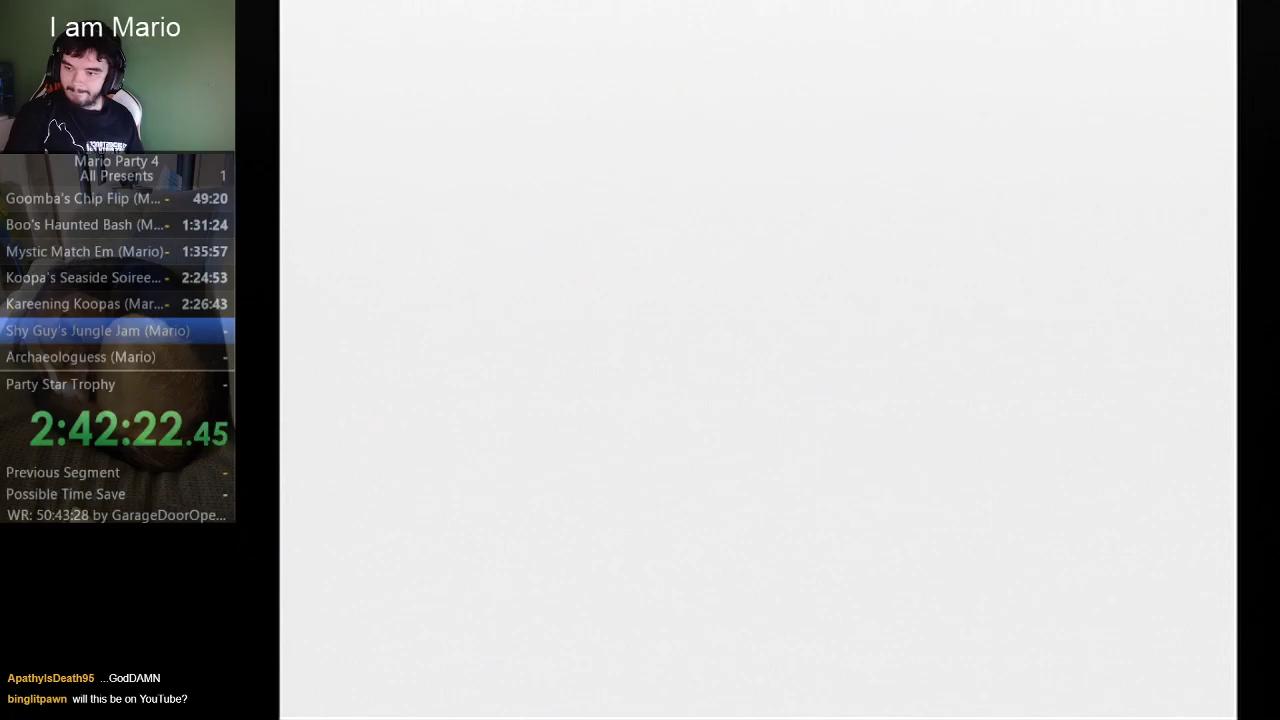 I am Mario
Mario Party 4
All Presents 1
Goomba's Chip Flip (M... - 49:20
Boo's Haunted Bash (M... - 1:31:24
Mystic Match Em (Mario) - 1:35:57
Koopa's Seaside Soiree... - 2:24:53
Kareening Koopas (Mar... - 2:26:43
Shy Guy's Jungle Jam (Mario) -
Archaeologuess (Mario) -
Party Star Trophy -
2:42:22.45
Previous Segment -
Possible Time Save -
WR: 50:43:28 by GarageDoorOpe...
ApathyIsDeath95 ...GodDAMN
binglitpawn will this be on YouTube?